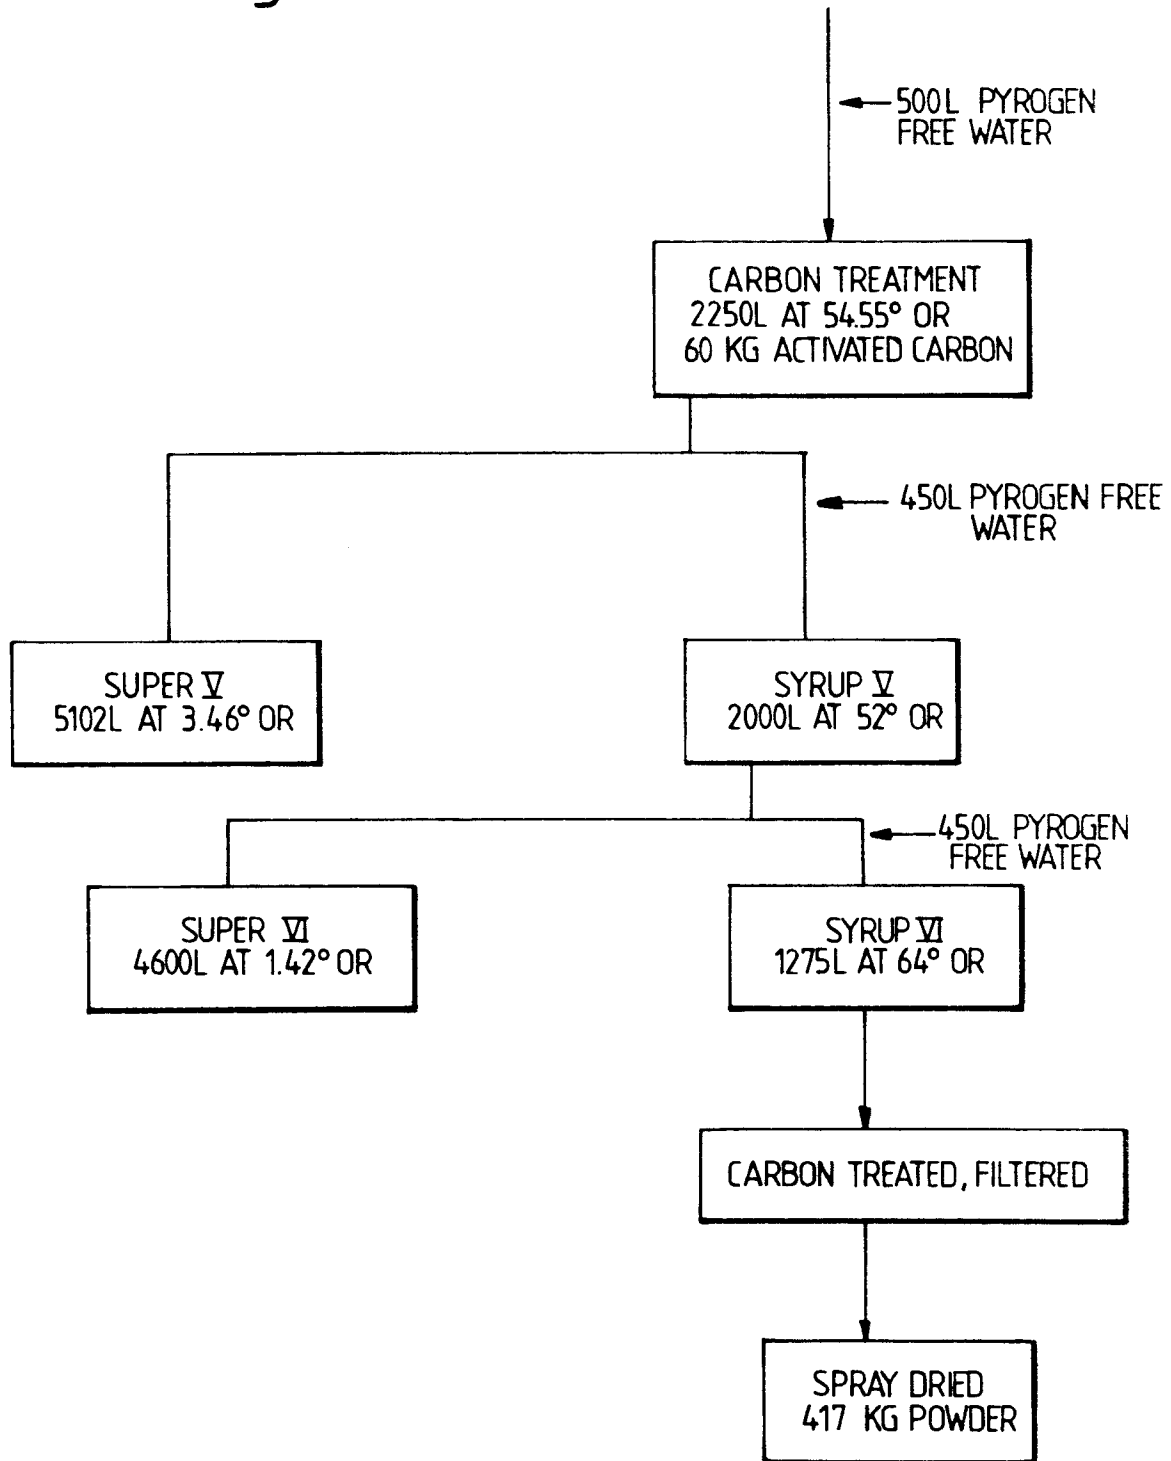 500L PYROGEN
FREE WATER
CARBON TREATMENT
2250L AT 54.55° OR
60 KG ACTIVATED CARBON
450L PYROGEN FREE
WATER
SUPER V
5102L AT 3.46° OR
SYRUP V
2000L AT 52° OR
450L PYROGEN
FREE WATER
SUPER VI
4600L AT 1.42° OR
SYRUP VI
1275L AT 64° OR
CARBON TREATED, FILTERED
SPRAY DRIED
417 KG POWDER